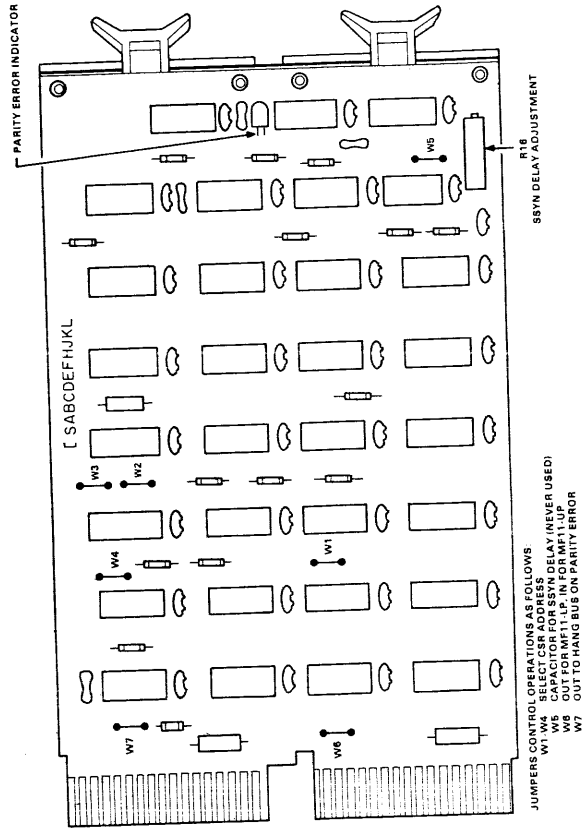 PARITY ERROR INDICATOR
[ SABCDEFHJKL
W3
W2
W4
W1
W5
W7
W6
R16
SSYN DELAY ADJUSTMENT
JUMPERS CONTROL OPERATIONS AS FOLLOWS:
W1-W4 SELECT CSR ADDRESS
W5 CAPACITOR FOR SSYN DELAY (NEVER USED)
W6 OUT FOR MF11-LP, IN FOR MF11-UP
W7 OUT TO HANG BUS ON PARITY ERROR